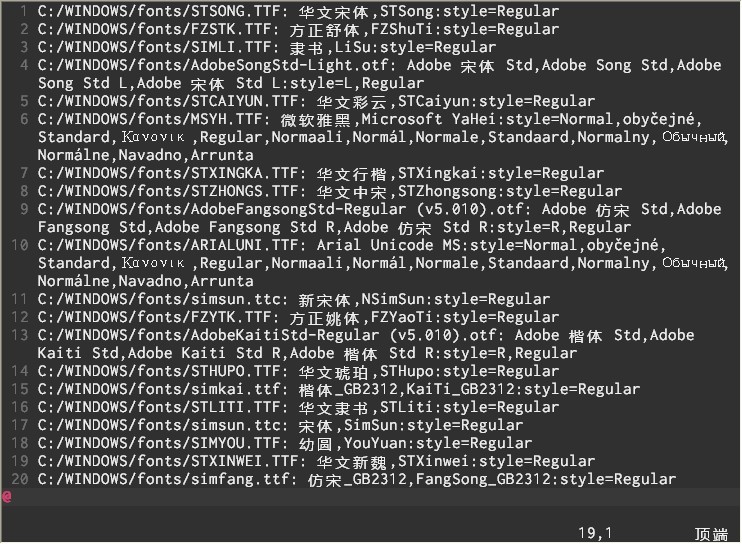 1 C:/WINDOWS/fonts/STSONG.TTF: 华文宋体,STSong:style=Regular
2 C:/WINDOWS/fonts/FZSTK.TTF: 方正舒体,FZShuTi:style=Regular
3 C:/WINDOWS/fonts/SIMLI.TTF: 隶书,LiSu:style=Regular
4 C:/WINDOWS/fonts/AdobeSongStd-Light.otf: Adobe 宋体 Std,Adobe Song Std,Adobe
Song Std L,Adobe 宋体 Std L:style=L,Regular
5 C:/WINDOWS/fonts/STCAIYUN.TTF: 华文彩云,STCaiyun:style=Regular
6 C:/WINDOWS/fonts/MSYH.TTF: 微软雅黑,Microsoft YaHei:style=Normal,obyčejné,
Standard,Κανονικ ,Regular,Normaali,Normál,Normale,Standaard,Normalny,Обычный,
Normálne,Navadno,Arrunta
7 C:/WINDOWS/fonts/STXINGKA.TTF: 华文行楷,STXingkai:style=Regular
8 C:/WINDOWS/fonts/STZHONGS.TTF: 华文中宋,STZhongsong:style=Regular
9 C:/WINDOWS/fonts/AdobeFangsongStd-Regular (v5.010).otf: Adobe 仿宋 Std,Adobe
Fangsong Std,Adobe Fangsong Std R,Adobe 仿宋 Std R:style=R,Regular
10 C:/WINDOWS/fonts/ARIALUNI.TTF: Arial Unicode MS:style=Normal,obyčejné,
Standard,Κανονικ ,Regular,Normaali,Normál,Normale,Standaard,Normalny,Обычный,
Normálne,Navadno,Arrunta
11 C:/WINDOWS/fonts/simsun.ttc: 新宋体,NSimSun:style=Regular
12 C:/WINDOWS/fonts/FZYTK.TTF: 方正姚体,FZYaoTi:style=Regular
13 C:/WINDOWS/fonts/AdobeKaitiStd-Regular (v5.010).otf: Adobe 楷体 Std,Adobe
Kaiti Std,Adobe Kaiti Std R,Adobe 楷体 Std R:style=R,Regular
14 C:/WINDOWS/fonts/STHUPO.TTF: 华文琥珀,STHupo:style=Regular
15 C:/WINDOWS/fonts/simkai.ttf: 楷体_GB2312,KaiTi_GB2312:style=Regular
16 C:/WINDOWS/fonts/STLITI.TTF: 华文隶书,STLiti:style=Regular
17 C:/WINDOWS/fonts/simsun.ttc: 宋体,SimSun:style=Regular
18 C:/WINDOWS/fonts/SIMYOU.TTF: 幼圆,YouYuan:style=Regular
19 C:/WINDOWS/fonts/STXINWEI.TTF: 华文新魏,STXinwei:style=Regular
20 C:/WINDOWS/fonts/simfang.ttf: 仿宋_GB2312,FangSong_GB2312:style=Regular
@
19,1 顶端